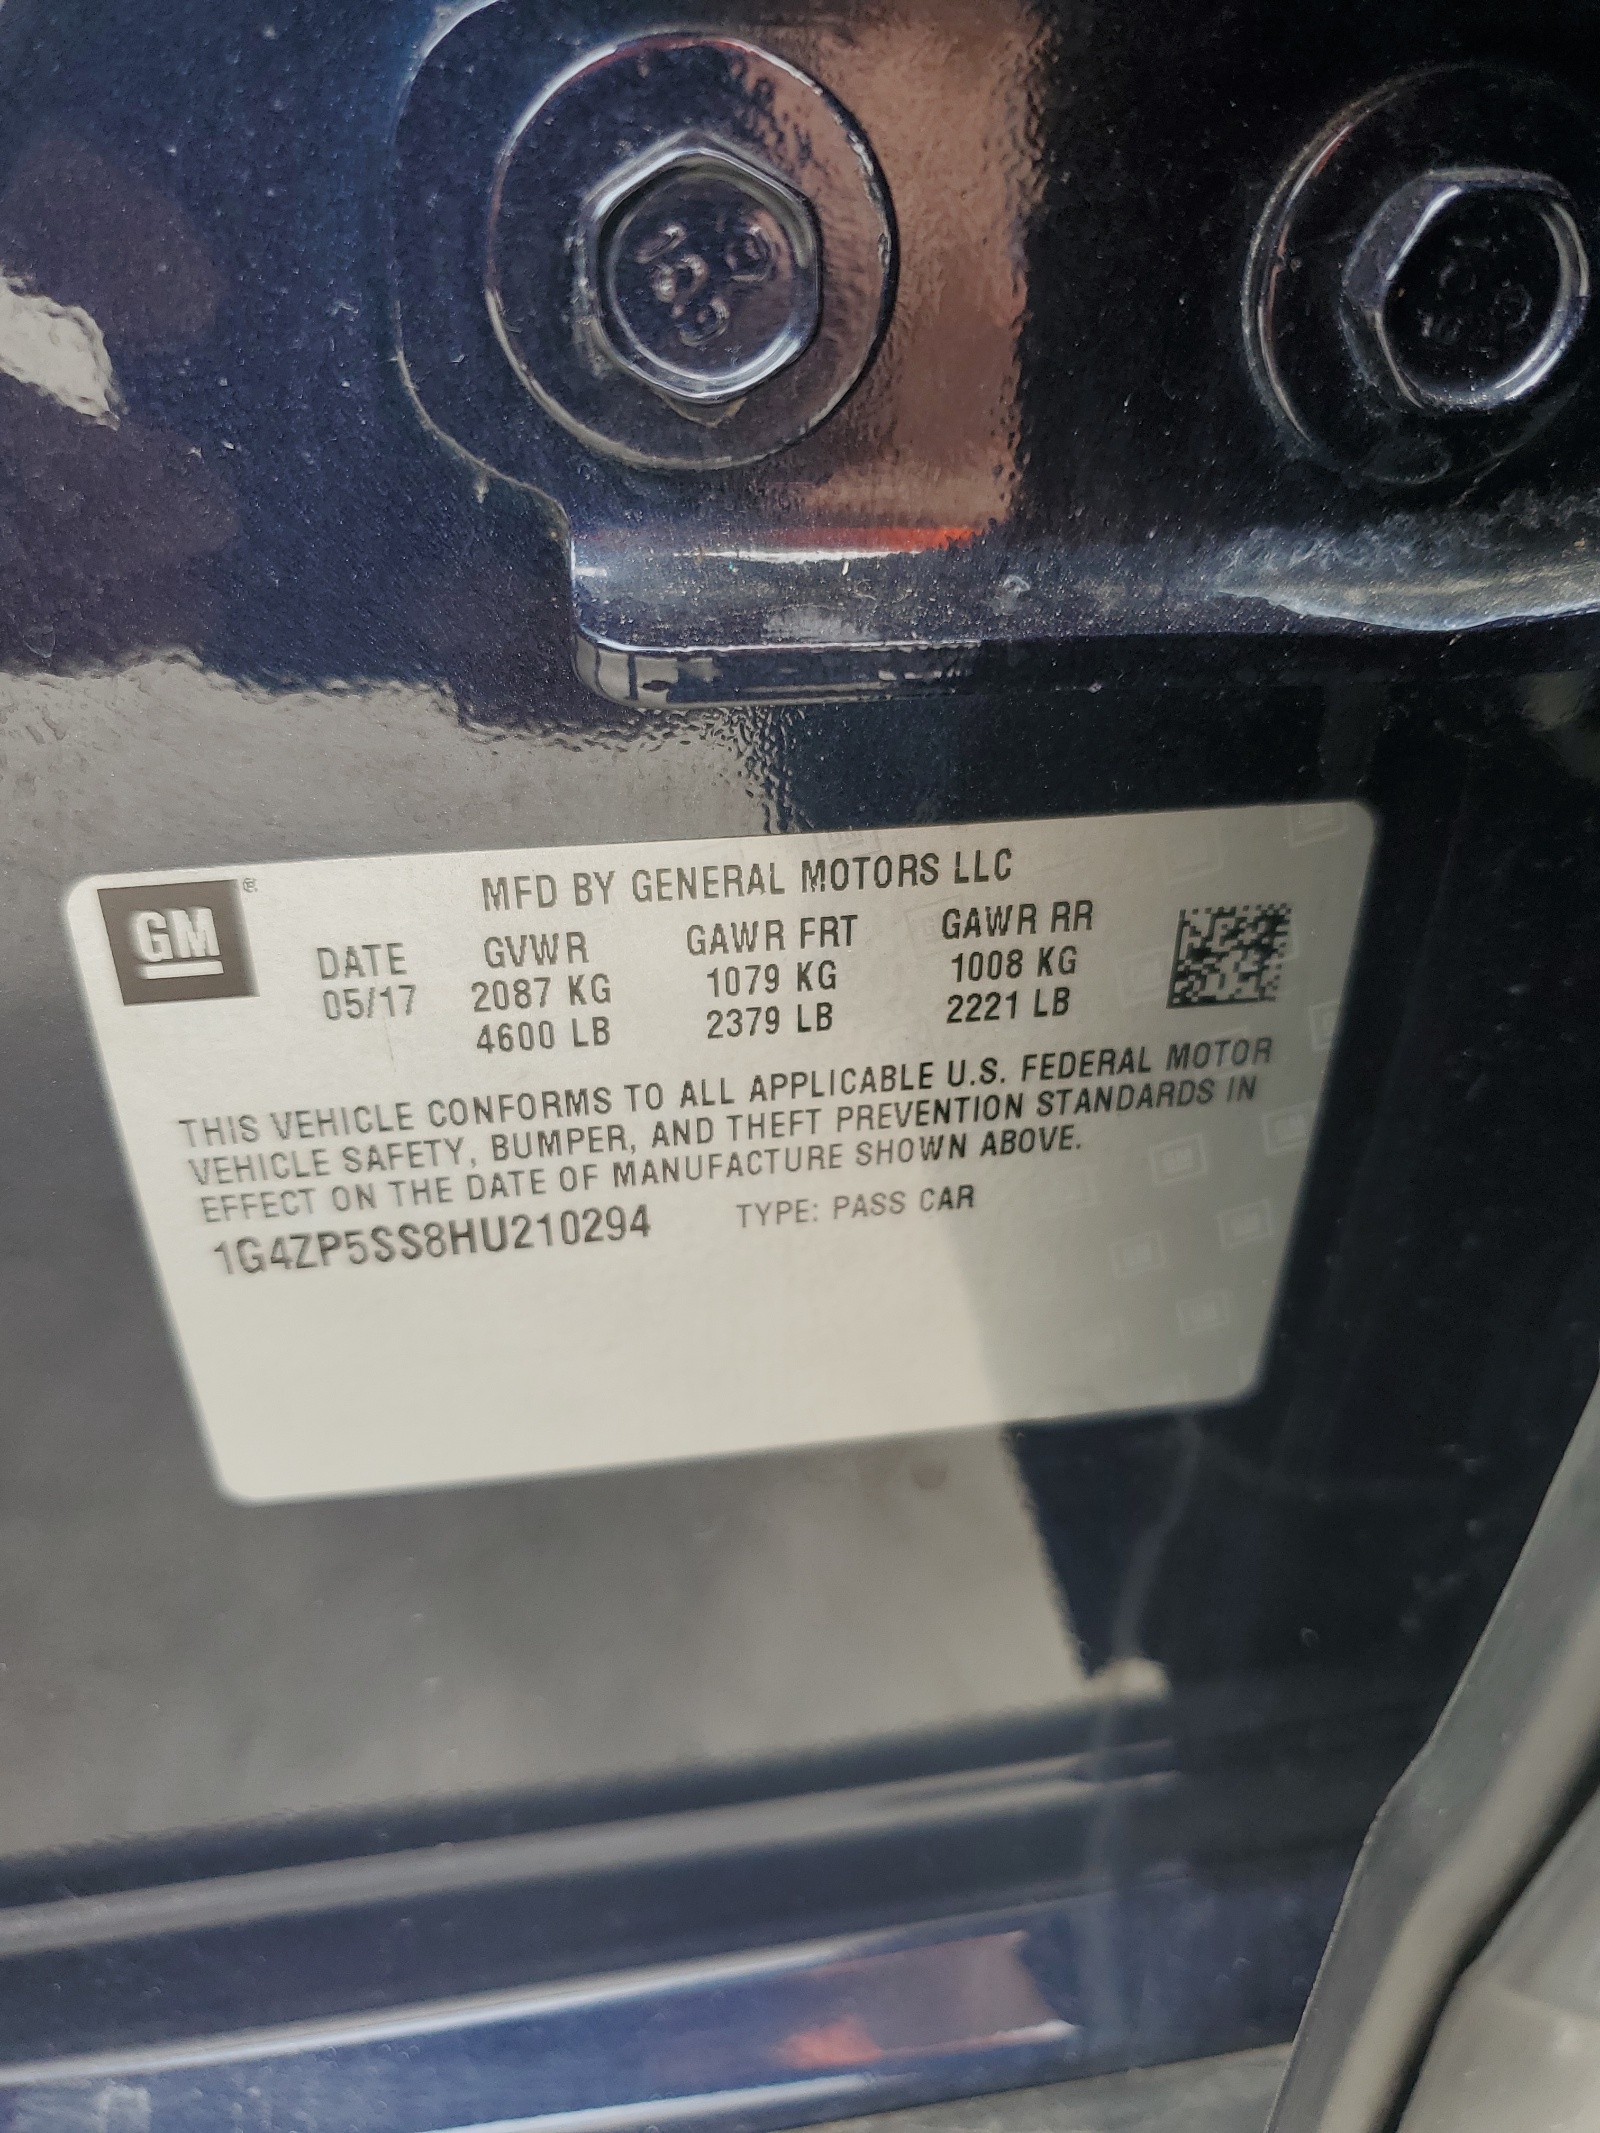 GM ®
MFD BY GENERAL MOTORS LLC
DATE GVWR GAWR FRT GAWR RR
05/17 2087 KG 1079 KG 1008 KG
4600 LB 2379 LB 2221 LB
THIS VEHICLE CONFORMS TO ALL APPLICABLE U.S. FEDERAL MOTOR
VEHICLE SAFETY, BUMPER, AND THEFT PREVENTION STANDARDS IN
EFFECT ON THE DATE OF MANUFACTURE SHOWN ABOVE.
1G4ZP5SS8HU210294 TYPE: PASS CAR